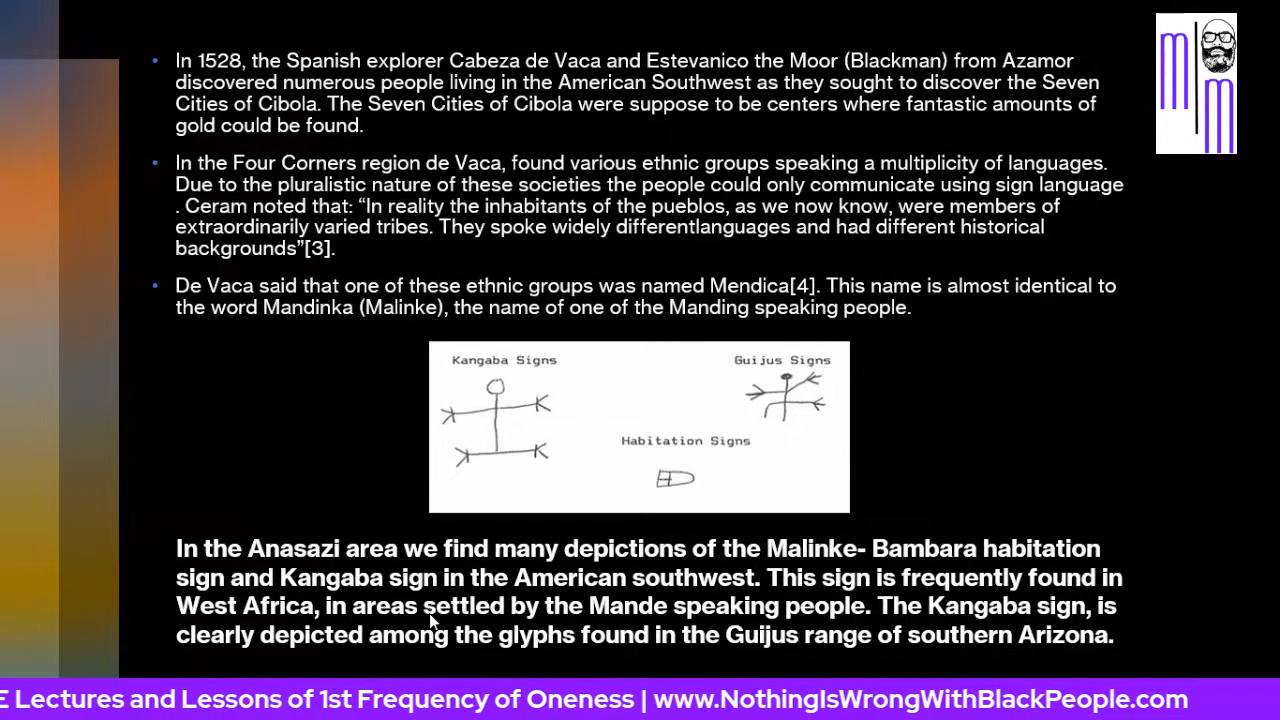 In 1528, the Spanish explorer Cabeza de Vaca and Estevanico the Moor (Blackman) from Azamor
discovered numerous people living in the American Southwest as they sought to discover the Seven
Cities of Cibola. The Seven Cities of Cibola were suppose to be centers where fantastic amounts of
gold could be found.
In the Four Corners region de Vaca, found various ethnic groups speaking a multiplicity of languages.
Due to the pluralistic nature of these societies the people could only communicate using sign language
. Ceram noted that: “In reality the inhabitants of the pueblos, as we now know, were members of
extraordinarily varied tribes. They spoke widely differentlanguages and had different historical
backgrounds”[3].
De Vaca said that one of these ethnic groups was named Mendica[4]. This name is almost identical to
the word Mandinka (Malinke), the name of one of the Manding speaking people.
Kangaba Signs
Guijus Signs
Habitation Signs
In the Anasazi area we find many depictions of the Malinke- Bambara habitation
sign and Kangaba sign in the American southwest. This sign is frequently found in
West Africa, in areas settled by the Mande speaking people. The Kangaba sign, is
clearly depicted among the glyphs found in the Guijus range of southern Arizona.
E Lectures and Lessons of 1st Frequency of Oneness | www.NothingIsWrongWithBlackPeople.com
m
m